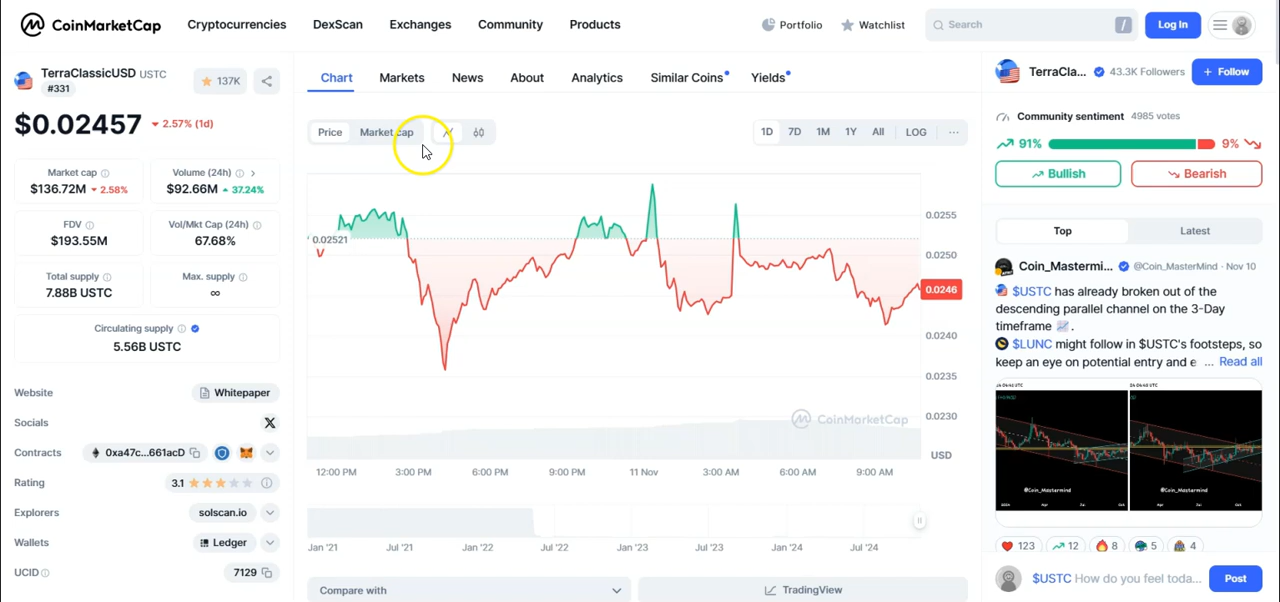 CoinMarketCap Cryptocurrencies DexScan Exchanges Community Products Portfolio Watchlist Search / Log In
TerraClassicUSD USTC
#331
137K
$0.02457 2.57% (1d)
Market cap
$136.72M 2.58%
Volume (24h)
$92.66M 37.24%
FDV
$193.55M
Vol/Mkt Cap (24h)
67.68%
Total supply
7.88B USTC
Max. supply
∞
Circulating supply
5.56B USTC
Website Whitepaper
Socials X
Contracts 0xa47c...661acD
Rating 3.1
Explorers solscan.io
Wallets Ledger
UCID 7129
Chart Markets News About Analytics Similar Coins Yields
Price Market cap 1D 7D 1M 1Y All LOG ...
0.02521
0.0255
0.0250
0.0246
0.0240
0.0235
0.0230
CoinMarketCap
USD
12:00 PM 3:00 PM 6:00 PM 9:00 PM 11 Nov 3:00 AM 6:00 AM 9:00 AM
Jan '21 Jul '21 Jan '22 Jul '22 Jan '23 Jul '23 Jan '24 Jul '24
Compare with TradingView
TerraCla... 43.3K Followers + Follow
Community sentiment 4985 votes
91% 9%
Bullish Bearish
Top Latest
Coin_Mastermi... @Coin_MasterMind · Nov 10
$USTC has already broken out of the
descending parallel channel on the 3-Day
timeframe .
$LUNC might follow in $USTC's footsteps, so
keep an eye on potential entry and e ... Read all
@Coin_Mastermind @Coin_Mastermind
123 12 8 5 4
$USTC How do you feel toda... Post